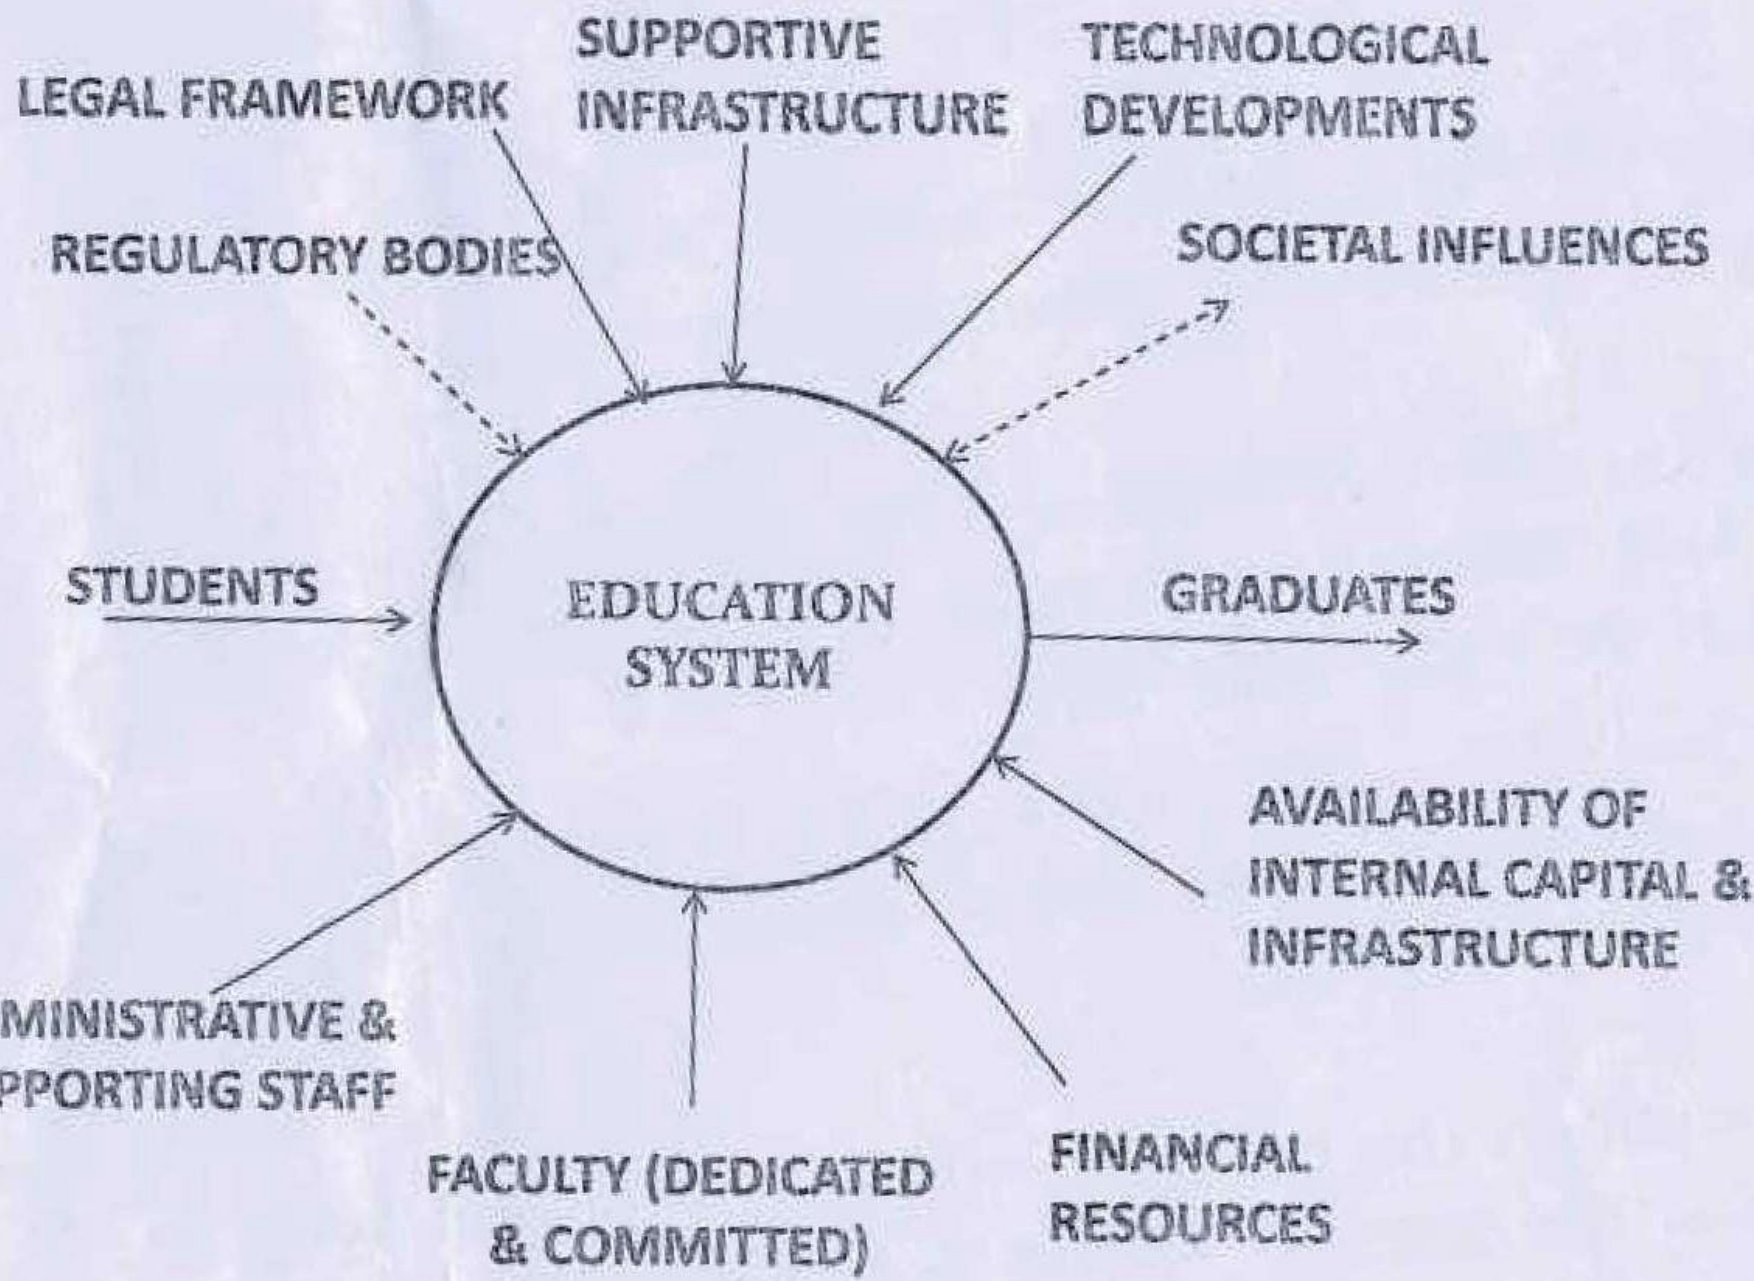 SUPPORTIVE
INFRASTRUCTURE
TECHNOLOGICAL
DEVELOPMENTS
LEGAL FRAMEWORK
REGULATORY BODIES
SOCIETAL INFLUENCES
STUDENTS
EDUCATION
SYSTEM
GRADUATES
AVAILABILITY OF
INTERNAL CAPITAL &
INFRASTRUCTURE
MINISTRATIVE &
PPORTING STAFF
FACULTY (DEDICATED
& COMMITTED)
FINANCIAL
RESOURCES